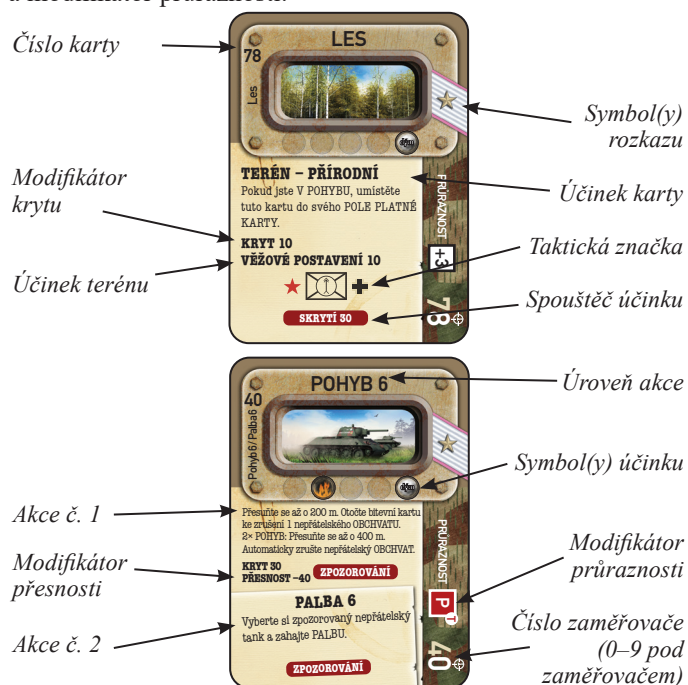 a modifikátor průraznosti.
Číslo karty
LES
78
Les
dým
Symbol(y)
rozkazu
TERÉN – PŘÍRODNÍ
Pokud jste V POHYBU, umístěte
tuto kartu do svého POLE PLATNÉ
KARTY.
KRYT 10
VĚŽOVÉ POSTAVENÍ 10
SKRYTÍ 30
PRŮRAZNOST
+3
78
Modifikátor
krytu
Účinek karty
Taktická značka
Účinek terénu
Spouštěč účinku
POHYB 6
40
Pohyb 6 / Palba 6
dým
Úroveň akce
Symbol(y) účinku
Akce č. 1
Přesuňte se až o 200 m. Otočte bitevní kartu
ke zrušení 1 nepřátelského OBCHVATU.
2× POHYB: Přesuňte se až o 400 m.
Automaticky zrušte nepřátelský OBCHVAT.
KRYT 30
PŘESNOST –40
ZPOZOROVÁNÍ
Modifikátor
přesnosti
PALBA 6
Vyberte si zpozorovaný nepřátelský
tank a zahajte PALBU.
ZPOZOROVÁNÍ
Akce č. 2
PRŮRAZNOST
P
T
40
Modifikátor
průraznosti
Číslo zaměřovače
(0–9 pod
zaměřovačem)